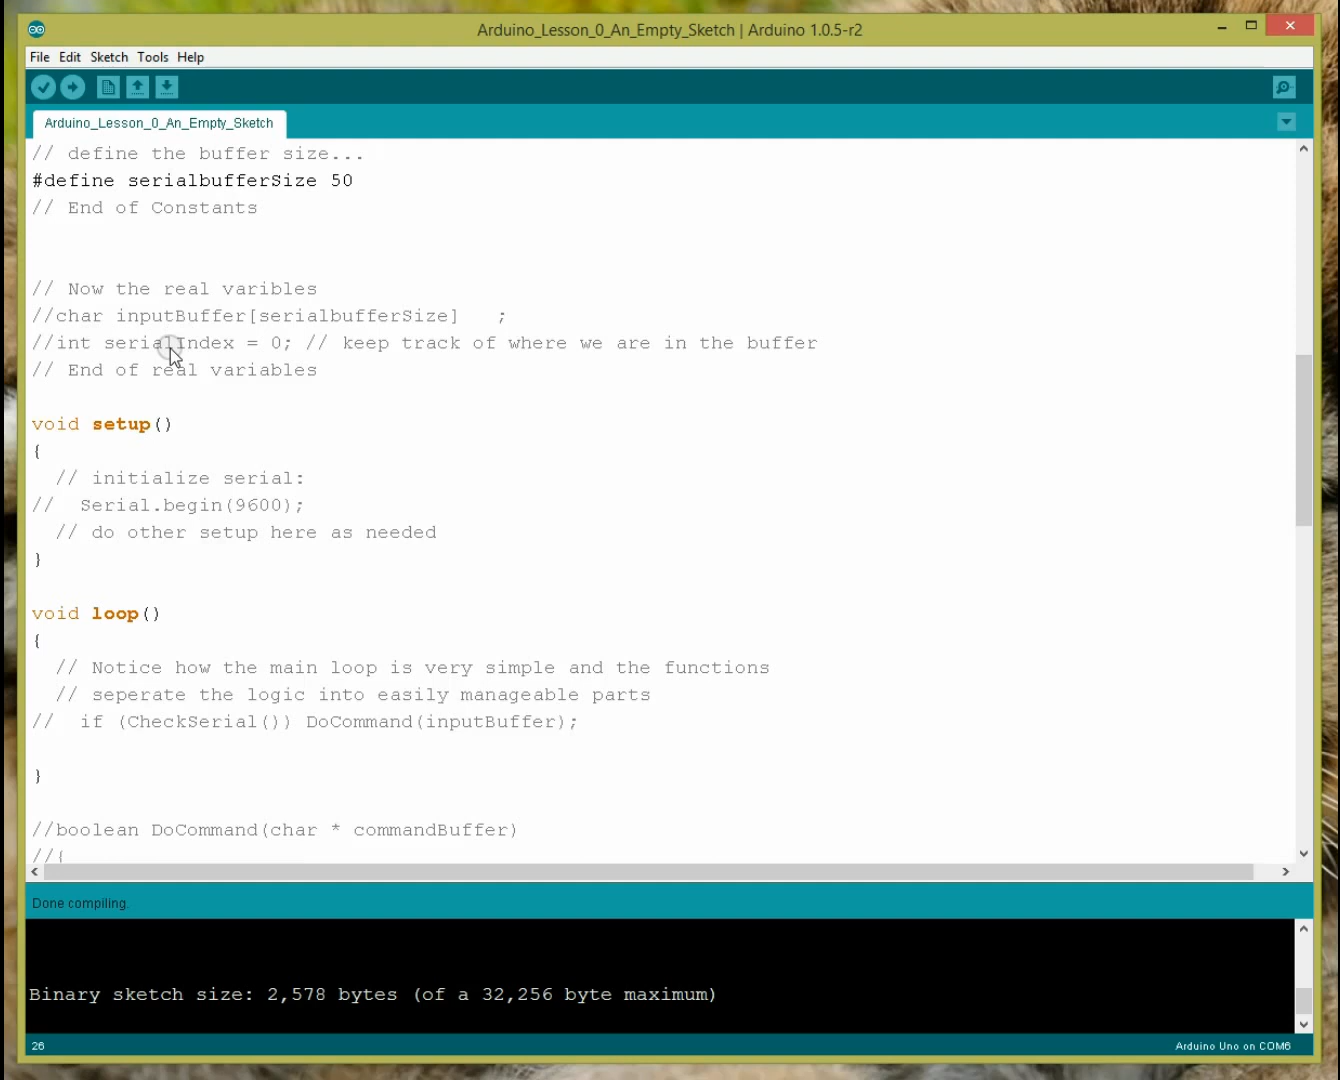 Arduino_Lesson_0_An_Empty_Sketch | Arduino 1.0.5-r2
File Edit Sketch Tools Help
Arduino_Lesson_0_An_Empty_Sketch
// define the buffer size...
#define serialbufferSize 50
// End of Constants
// Now the real varibles
//char inputBuffer[serialbufferSize]   ;
//int serialIndex = 0; // keep track of where we are in the buffer
// End of real variables
void setup()
{
  // initialize serial:
//  Serial.begin(9600);
  // do other setup here as needed
}
void loop()
{
  // Notice how the main loop is very simple and the functions
  // seperate the logic into easily manageable parts
//  if (CheckSerial()) DoCommand(inputBuffer);
}
//boolean DoCommand(char * commandBuffer)
//{
Done compiling.
Binary sketch size: 2,578 bytes (of a 32,256 byte maximum)
26
Arduino Uno on COM6